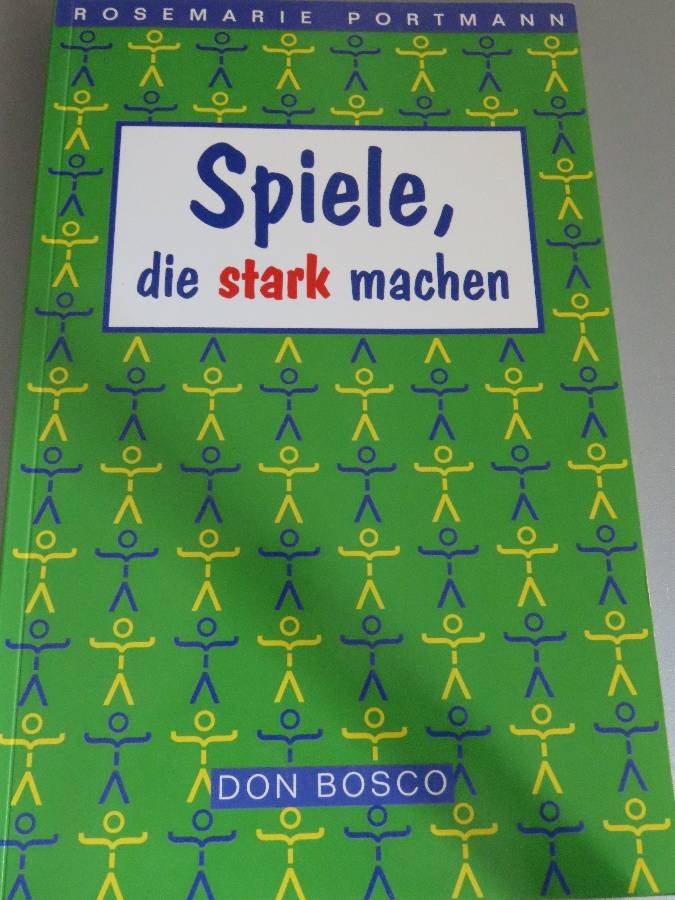 ROSEMARIE PORTMANN
Spiele,
die stark machen
DON BOSCO